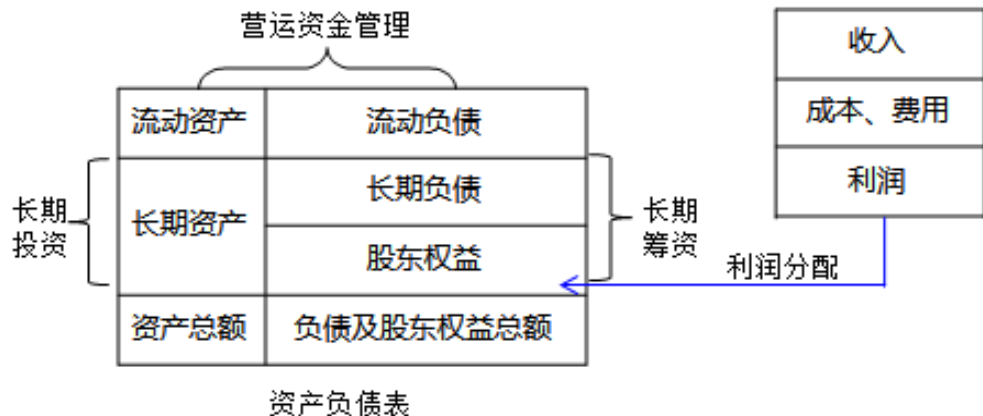 营运资金管理
收入
成本、费用
利润
流动资产 流动负债
长期
投资
长期资产
长期负债
股东权益
长期
筹资
利润分配
资产总额 负债及股东权益总额
资产负债表